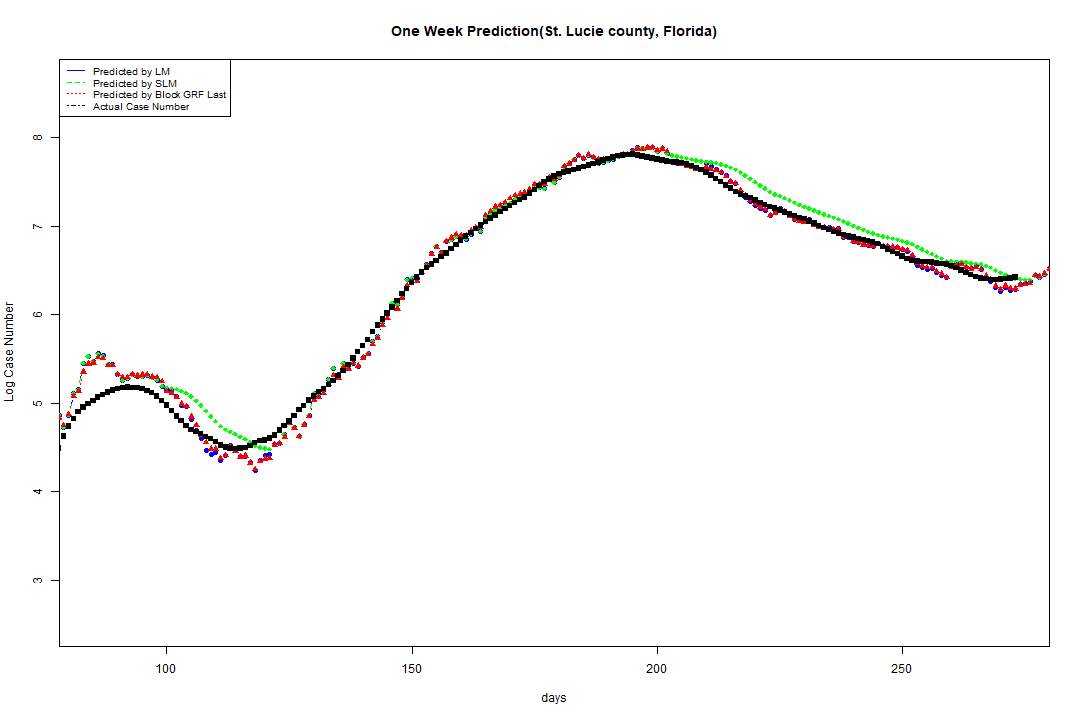 One Week Prediction(St. Lucie county, Florida)
Predicted by LM
Predicted by SLM
Predicted by Block GRF Last
Actual Case Number
8
7
6
5
4
3
Log Case Number
100 150 200 250
days